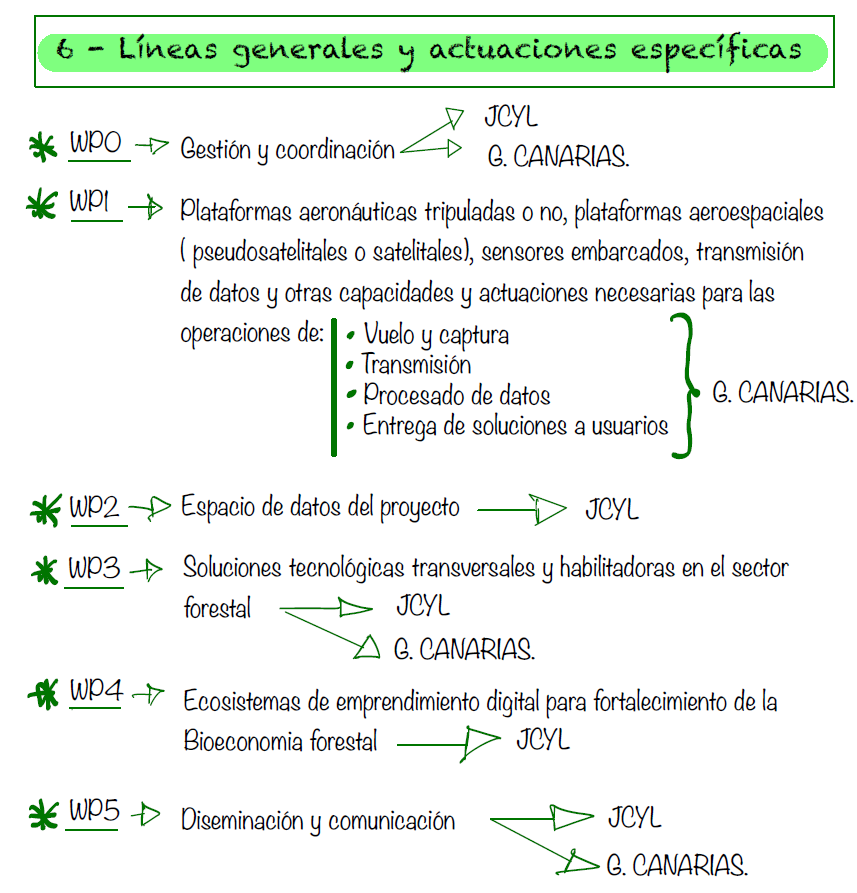 6 - Líneas generales y actuaciones específicas
WP0 Gestión y coordinación JCYL
G. CANARIAS.
WP1 Plataformas aeronáuticas tripuladas o no, plataformas aeroespaciales
( pseudosatelitales o satelitales), sensores embarcados, transmisión
de datos y otras capacidades y actuaciones necesarias para las
operaciones de:
• Vuelo y captura
• Transmisión
• Procesado de datos
• Entrega de soluciones a usuarios
G. CANARIAS.
WP2 Espacio de datos del proyecto JCYL
WP3 Soluciones tecnológicas transversales y habilitadoras en el sector
forestal JCYL
G. CANARIAS.
WP4 Ecosistemas de emprendimiento digital para fortalecimiento de la
Bioeconomia forestal JCYL
WP5 Diseminación y comunicación JCYL
G. CANARIAS.